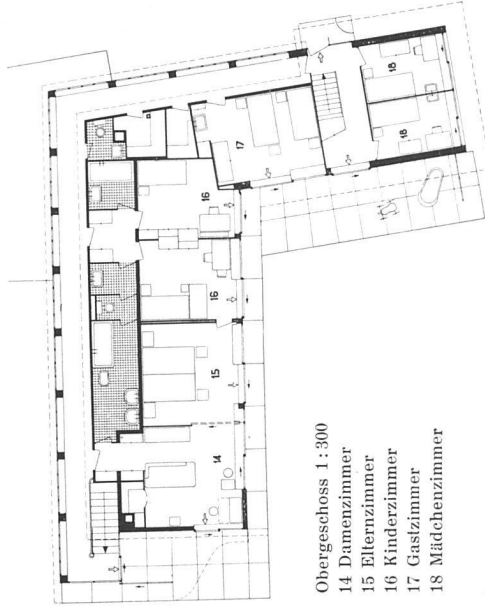 18
18
17
16
16
15
14
Obergeschoss 1:300
14 Damenzimmer
15 Elternzimmer
16 Kinderzimmer
17 Gastzimmer
18 Mädchenzimmer